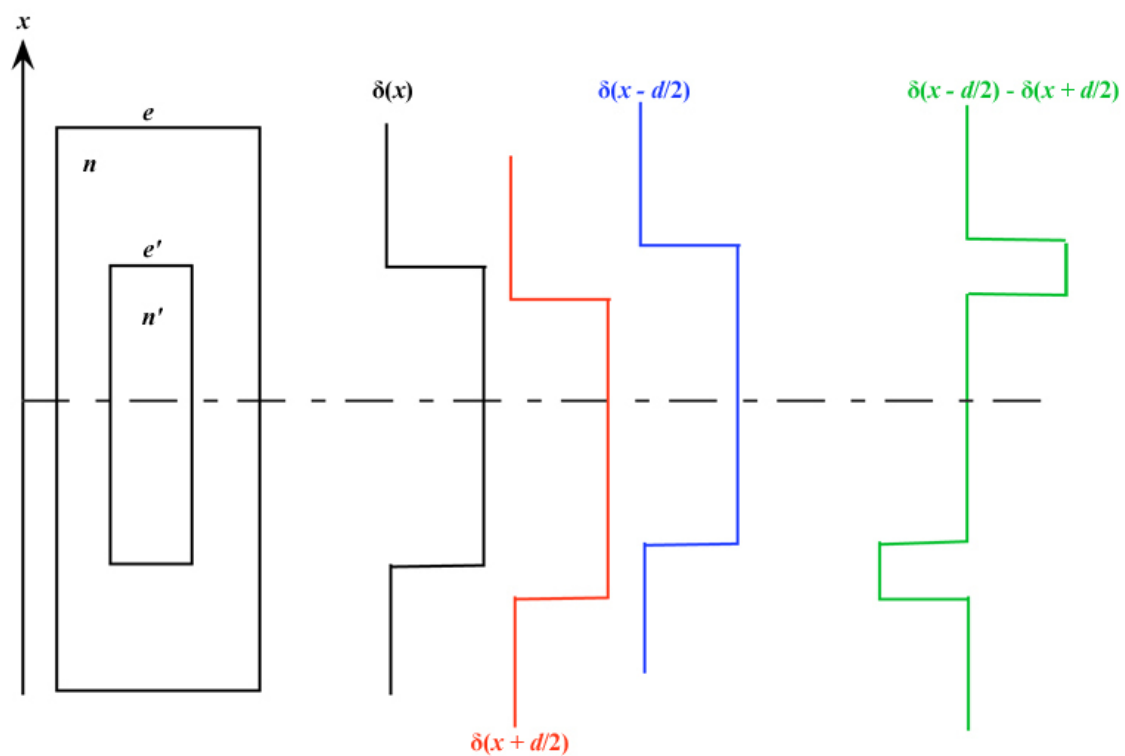 x
δ(x)
δ(x - d/2)
δ(x - d/2) - δ(x + d/2)
e
n
e'
n'
δ(x + d/2)